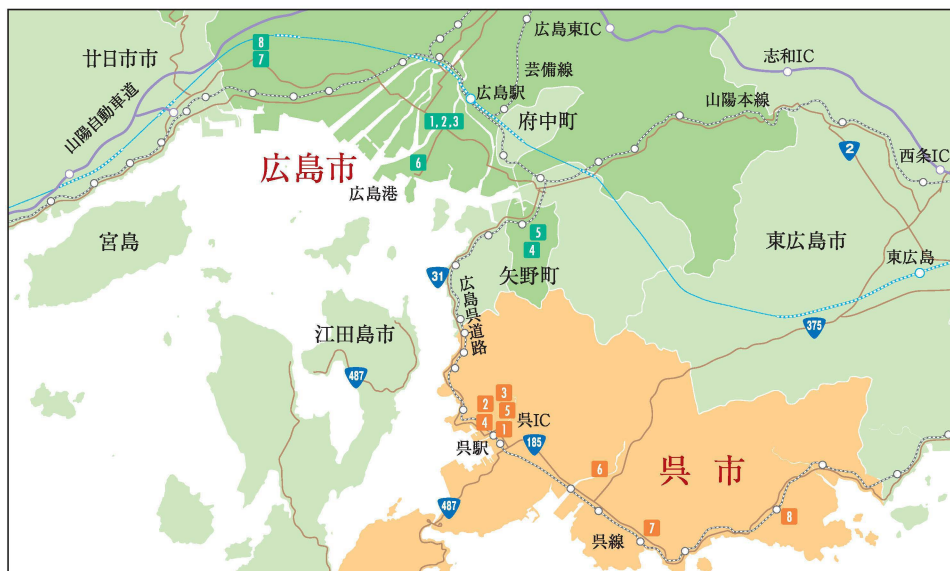 廿日市市
山陽自動車道
8
7
広島東IC
芸備線
志和IC
広島駅
府中町
山陽本線
1,2,3
2
広島市
6
西条IC
広島港
宮島
5
4
矢野町
東広島市
東広島
31
広島呉道路
江田島市
375
487
3
2
5
4
1
呉IC
呉駅
185
呉市
6
487
7
8
呉線